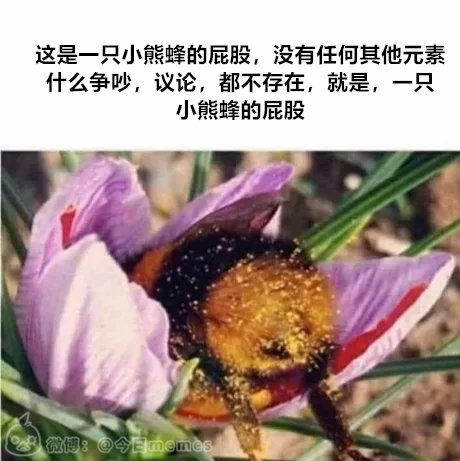 这是一只小熊蜂的屁股，没有任何其他元素
什么争吵，议论，都不存在，就是，一只
小熊蜂的屁股
微博：@今日memes